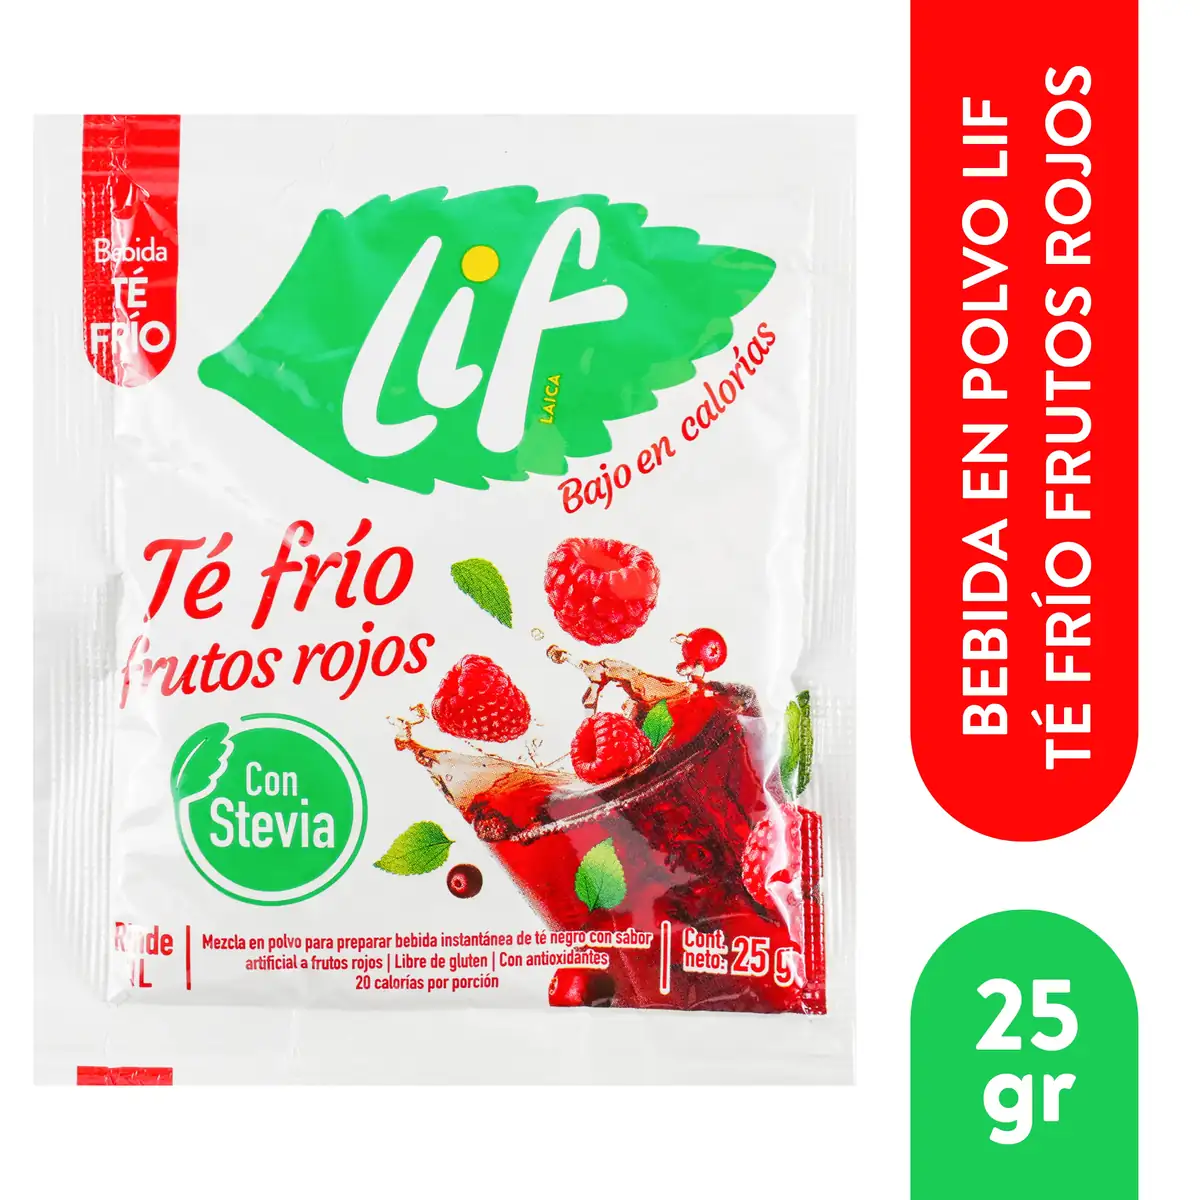 Bebida
TÉ
FRÍO
Lif
LAICA
Bajo en calorías
Té frío
frutos rojos
Con
Stevia
Rinde
1L
Mezcla en polvo para preparar bebida instantánea de té negro con sabor
artificial a frutos rojos | Libre de gluten | Con antioxidantes
20 calorías por porción
Cont.
neto: 25 g
BEBIDA EN POLVO LIF
TÉ FRÍO FRUTOS ROJOS
25
gr